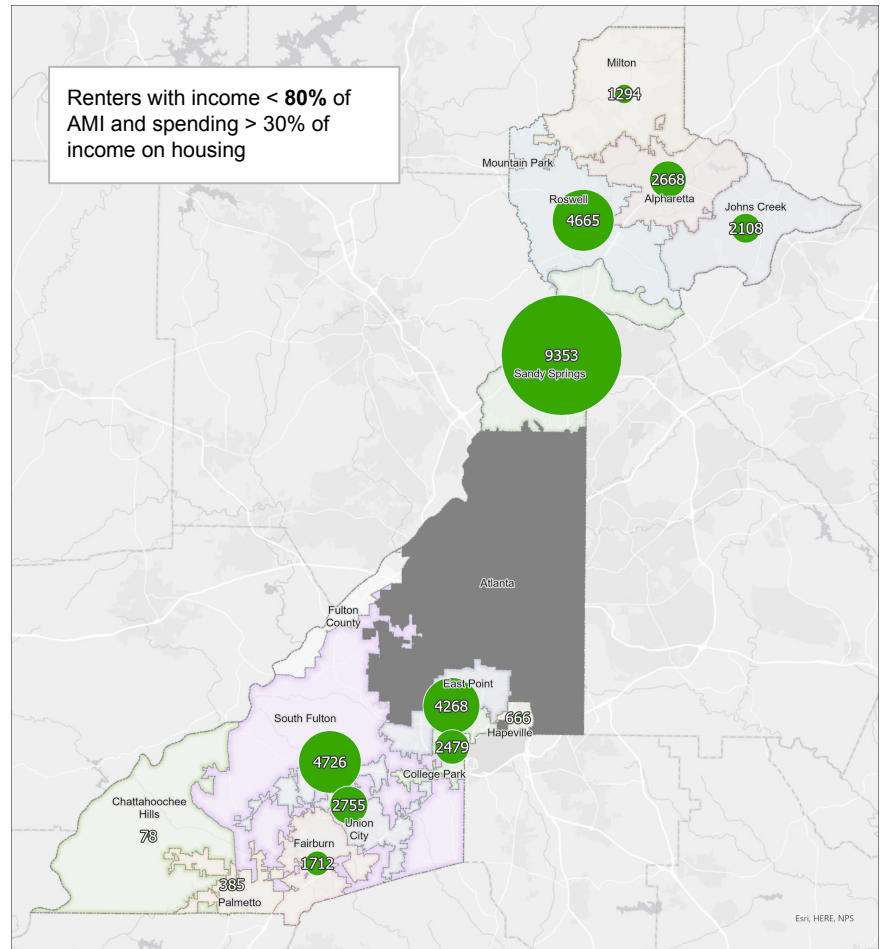 Renters with income < 80% of
AMI and spending > 30% of
income on housing
Milton
1294
Mountain Park
2668
Alpharetta
Roswell
4665
Johns Creek
2108
9353
Sandy Springs
Atlanta
Fulton
County
East Point
4268
666
Hapeville
South Fulton
4726
2479
College Park
Chattahoochee
Hills
78
2755
Union
City
Fairburn
1712
385
Palmetto
Esri, HERE, NPS